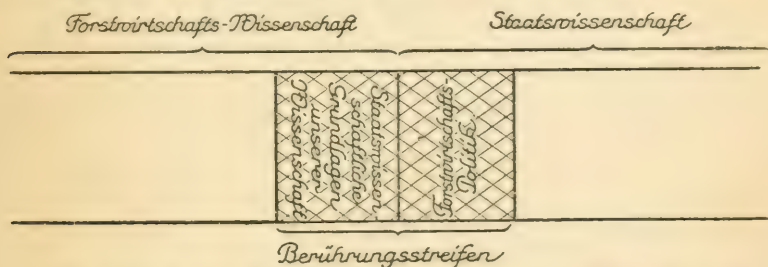 Forstwirtschafts-Wissenschaft
Staatswissenschaft
Staatswissen
schaftliche
Grundlagen
unserer
Wissenschaft
Forstwirtschafts-
Politik
Berührungsstreifen